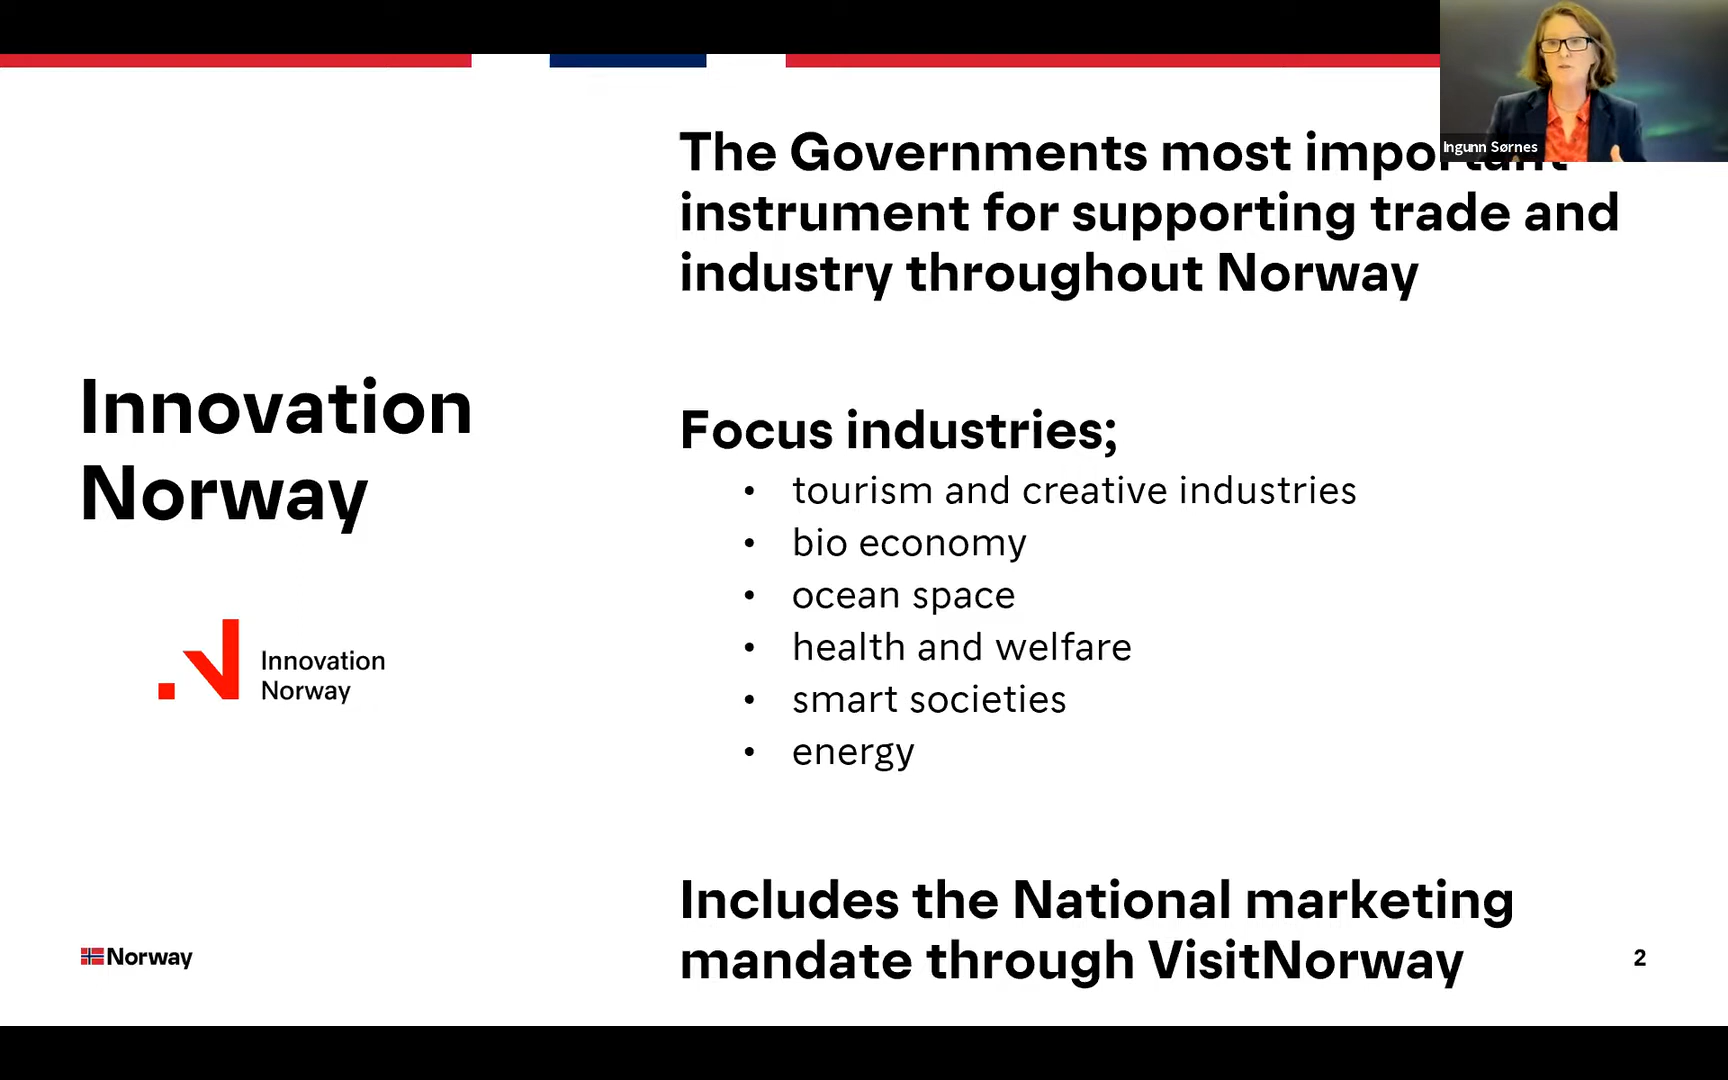 Ingunn Sørnes
The Governments most important
instrument for supporting trade and
industry throughout Norway
Innovation
Norway
Focus industries;
• tourism and creative industries
• bio economy
• ocean space
• health and welfare
• smart societies
• energy
Innovation
Norway
Includes the National marketing
mandate through VisitNorway
Norway
2